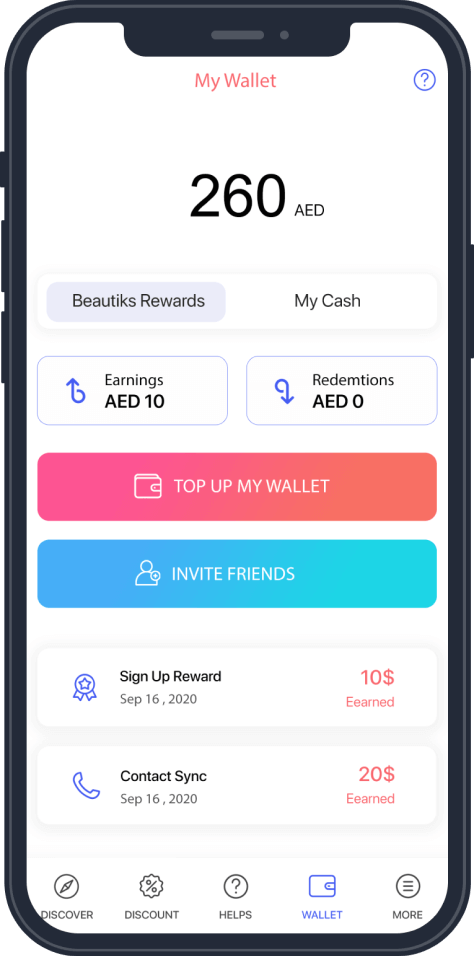 My Wallet
260 AED
Beautiks Rewards
My Cash
Earnings
AED 10
Redemtions
AED 0
TOP UP MY WALLET
INVITE FRIENDS
Sign Up Reward
Sep 16 , 2020
10$
Eearned
Contact Sync
Sep 16 , 2020
20$
Eearned
DISCOVER
DISCOUNT
HELPS
WALLET
MORE